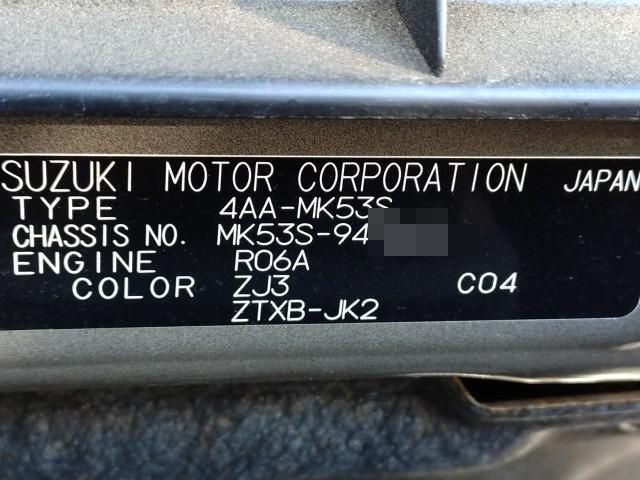 SUZUKI MOTOR CORPORATION JAPAN
TYPE 4AA-MK53S
CHASSIS NO. MK53S-94
ENGINE R06A
COLOR ZJ3 C04
ZTXB-JK2